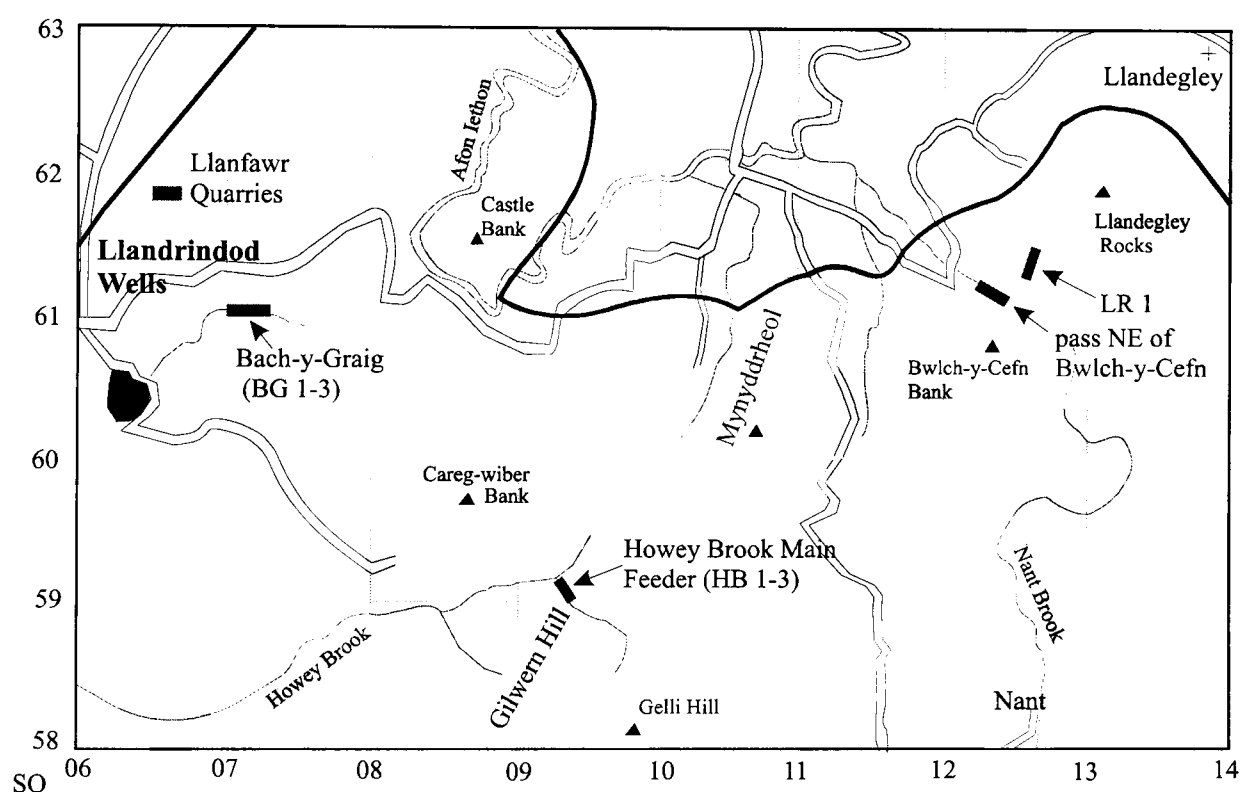 63
62
61
60
59
58
SO
06
07
08
09
10
11
12
13
14
Llandegley
Afon Iethon
Llanfawr
Quarries
Castle
Bank
Llandegley
Rocks
Llandrindod
Wells
LR 1
pass NE of
Bwlch-y-Cefn
Bach-y-Graig
(BG 1-3)
Mynyddrheol
Bwlch-y-Cefn
Bank
Careg-wiber
Bank
Howey Brook Main
Feeder (HB 1-3)
Nant Brook
Howey Brook
Gilwern Hill
Gelli Hill
Nant